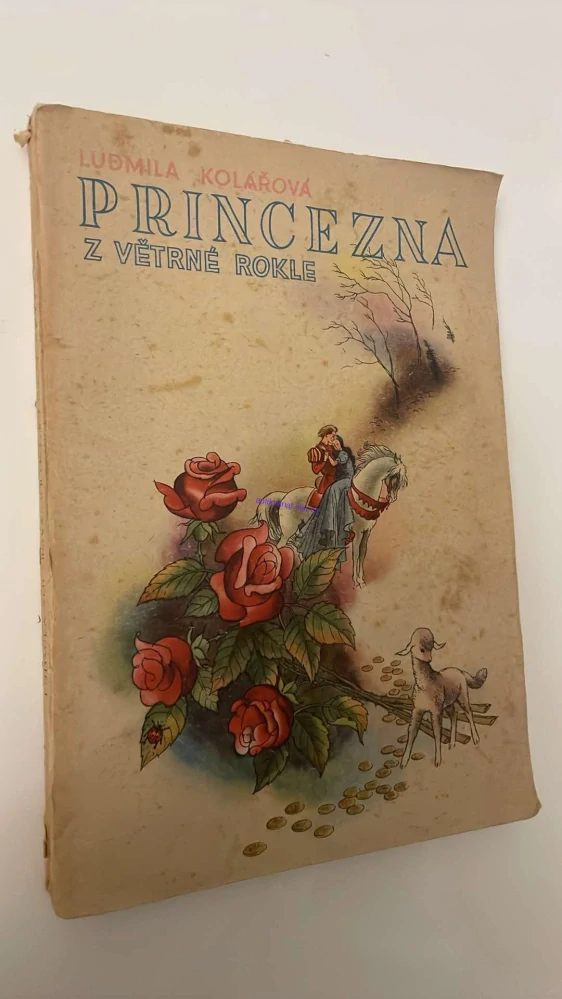 LUDMILA KOLÁŘOVÁ
PRINCEZNA
Z VĚTRNÉ ROKLE